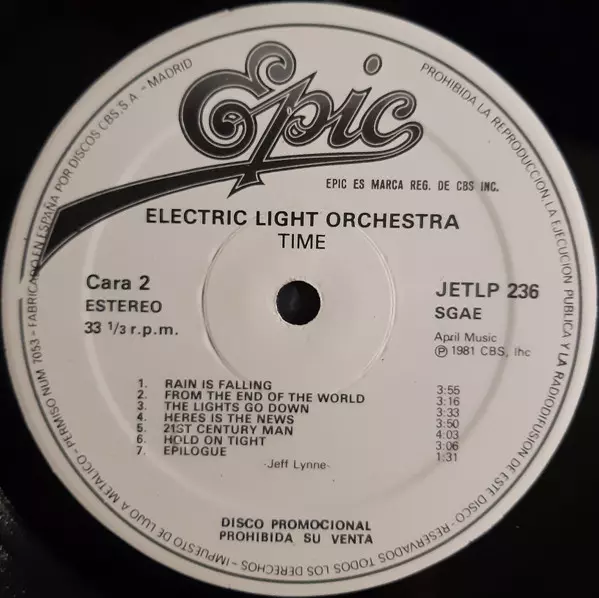 Epic
EPIC ES MARCA REG. DE CBS INC.
ELECTRIC LIGHT ORCHESTRA
TIME
Cara 2
ESTEREO
33 1/3 r.p.m.
JETLP 236
SGAE
April Music
℗ 1981 CBS, Inc
1. RAIN IS FALLING 3:55
2. FROM THE END OF THE WORLD 3:16
3. THE LIGHTS GO DOWN 3:33
4. HERES IS THE NEWS 3:50
5. 21ST CENTURY MAN 4:03
6. HOLD ON TIGHT 3:06
7. EPILOGUE 1:31
-Jeff Lynne-
DISCO PROMOCIONAL
PROHIBIDA SU VENTA
PROHIBIDA LA REPRODUCCION, LA EJECUCION PUBLICA Y LA RADIODIFUSION DE ESTE DISCO - RESERVADOS TODOS LOS DERECHOS - IMPUESTO DE LUJO A METALICO - PERMISO NUM 7053 - FABRICADO EN ESPAÑA POR DISCOS CBS, S.A - MADRID